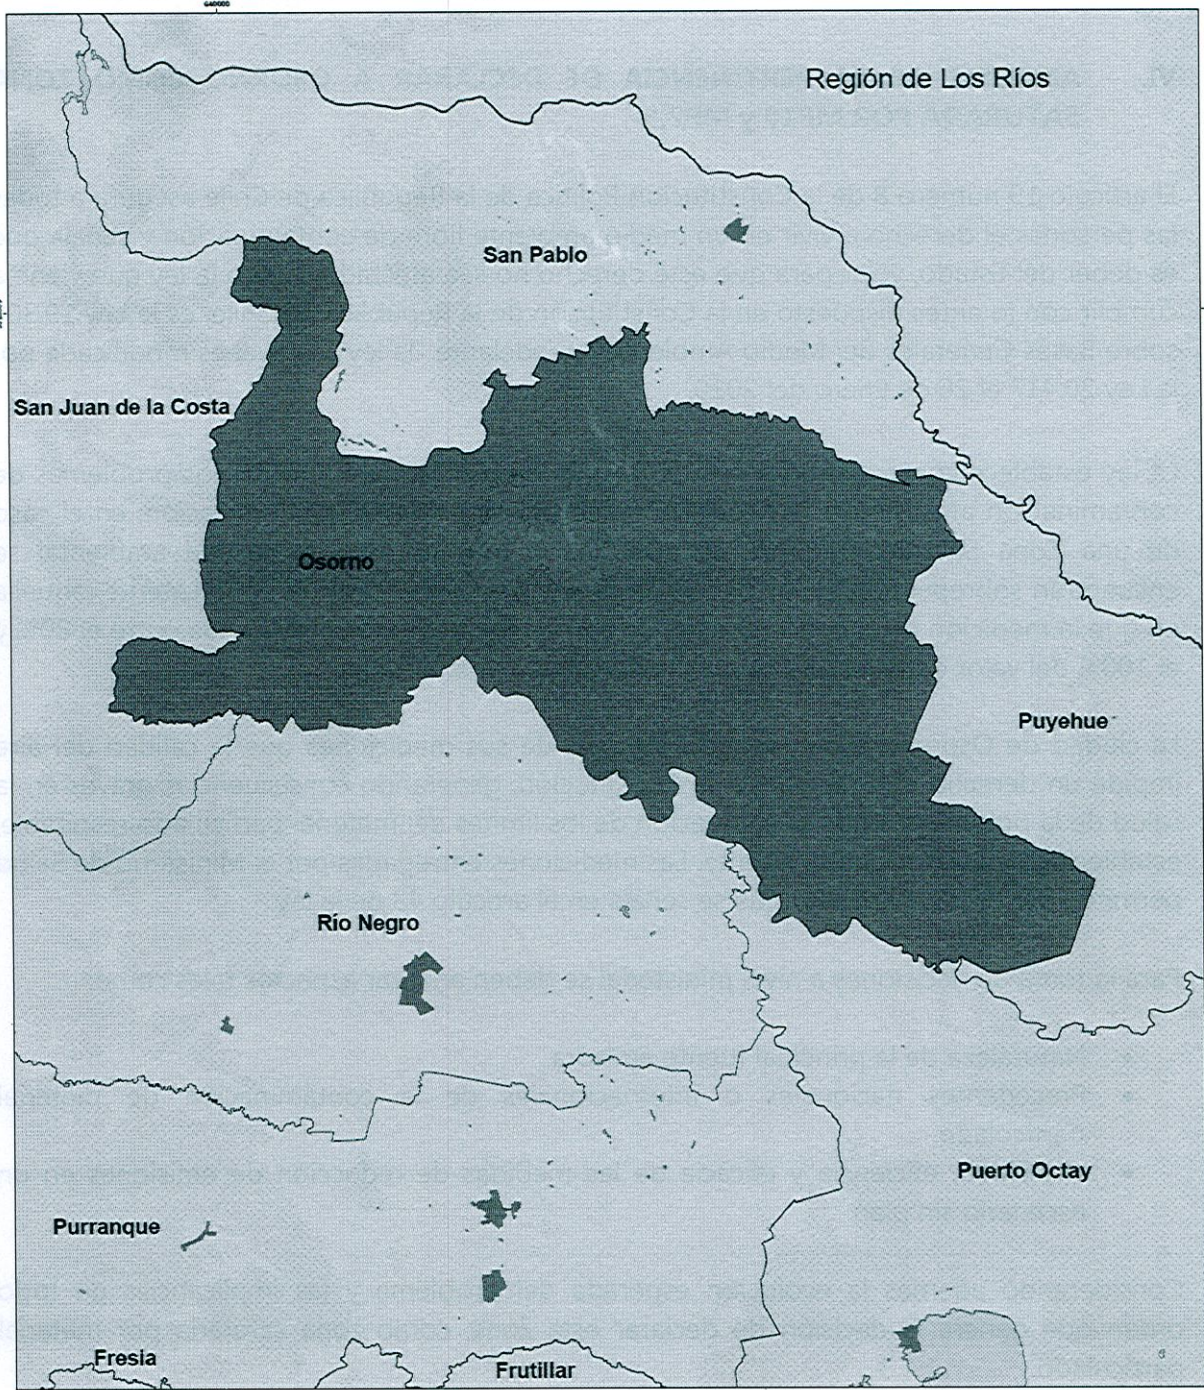 640000
Región de Los Ríos
San Pablo
San Juan de la Costa
Osorno
Puyehue
Río Negro
Puerto Octay
Purranque
Fresia
Frutillar